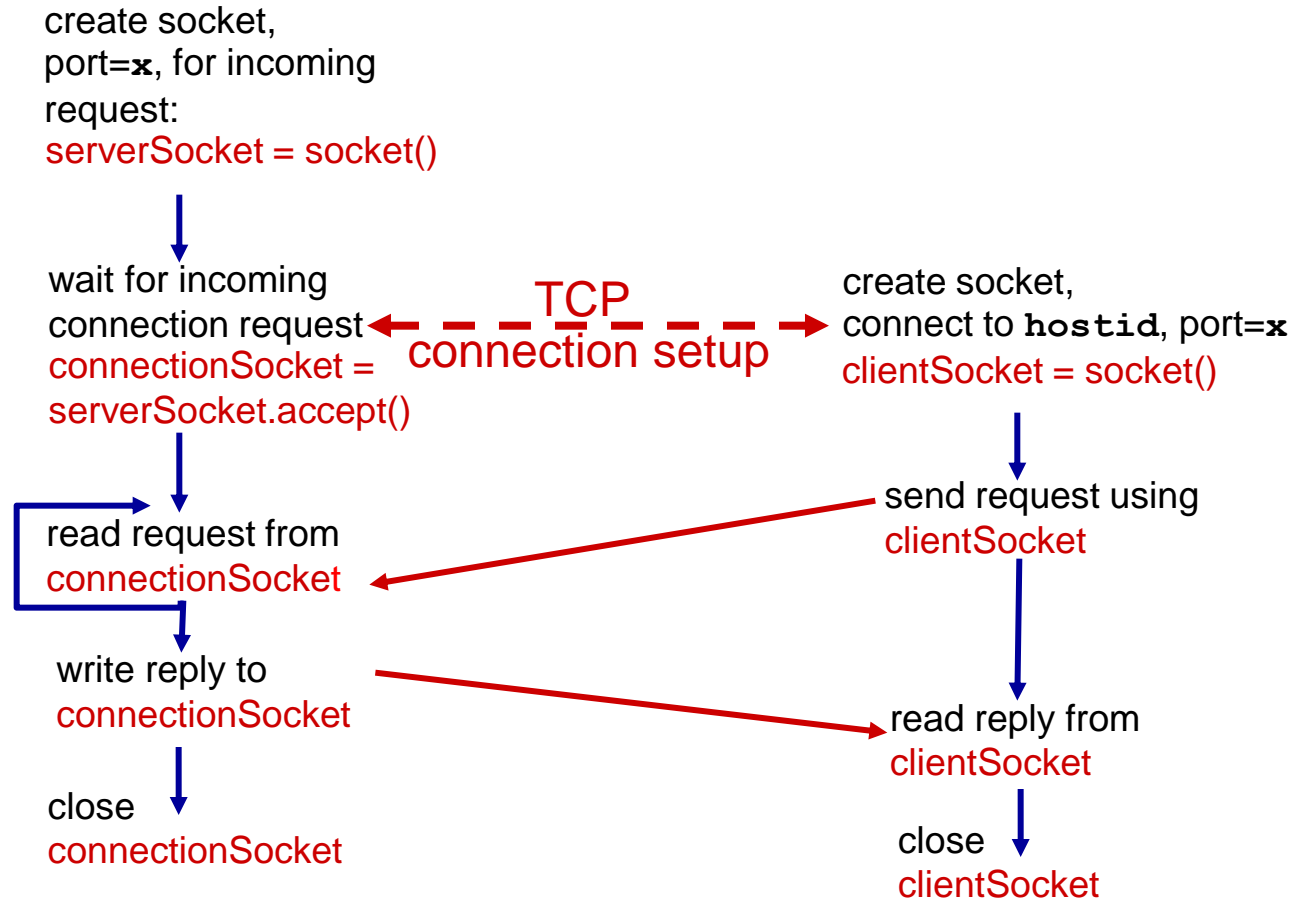 create socket,
port=x, for incoming
request:
serverSocket = socket()
wait for incoming
connection request
connectionSocket =
serverSocket.accept()
TCP
connection setup
create socket,
connect to hostid, port=x
clientSocket = socket()
send request using
clientSocket
read request from
connectionSocket
write reply to
connectionSocket
read reply from
clientSocket
close
connectionSocket
close
clientSocket